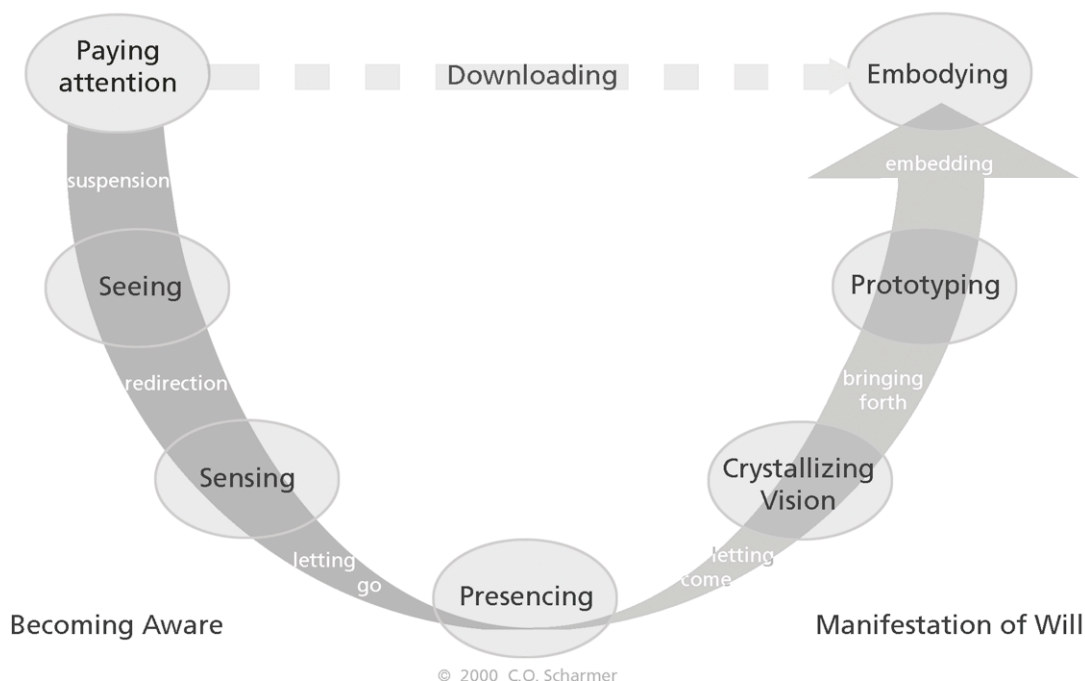 Paying
attention
Downloading
Embodying
suspension
embedding
Seeing
Prototyping
redirection
bringing
forth
Sensing
Crystallizing
Vision
letting
go
letting
come
Presencing
Becoming Aware
Manifestation of Will
© 2000 C.O. Scharmer